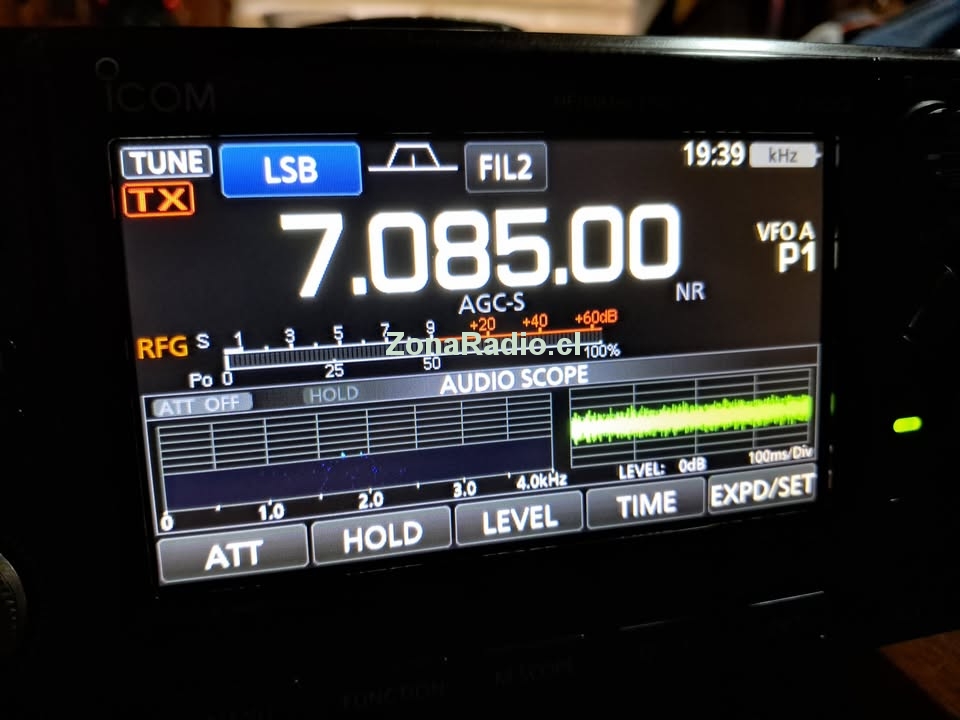 ICOM
TUNE LSB FIL2 19:39 kHz
TX
7.085.00 VFO A
P1
AGC-S NR
RFG S 1 3 5 7 9 +20 +40 +60dB
ZonaRadio.cl
Po 0 25 50 100%
ATT OFF HOLD AUDIO SCOPE
0 1.0 2.0 3.0 4.0kHz LEVEL: 0dB 100ms/Div
ATT HOLD LEVEL TIME EXPD/SET
FUNCTION M.SCOPE